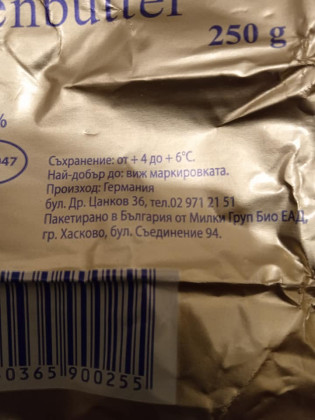 enbutter
250 g
%
047
Съхранение: от + 4 до + 6°C.
Най-добър до: виж маркировката.
Произход: Германия
бул. Др. Цанков 36, тел.02 971 21 51
Пакетирано в България от Милки Груп Био ЕАД,
гр. Хасково, бул. Съединение 94.
0365 900255